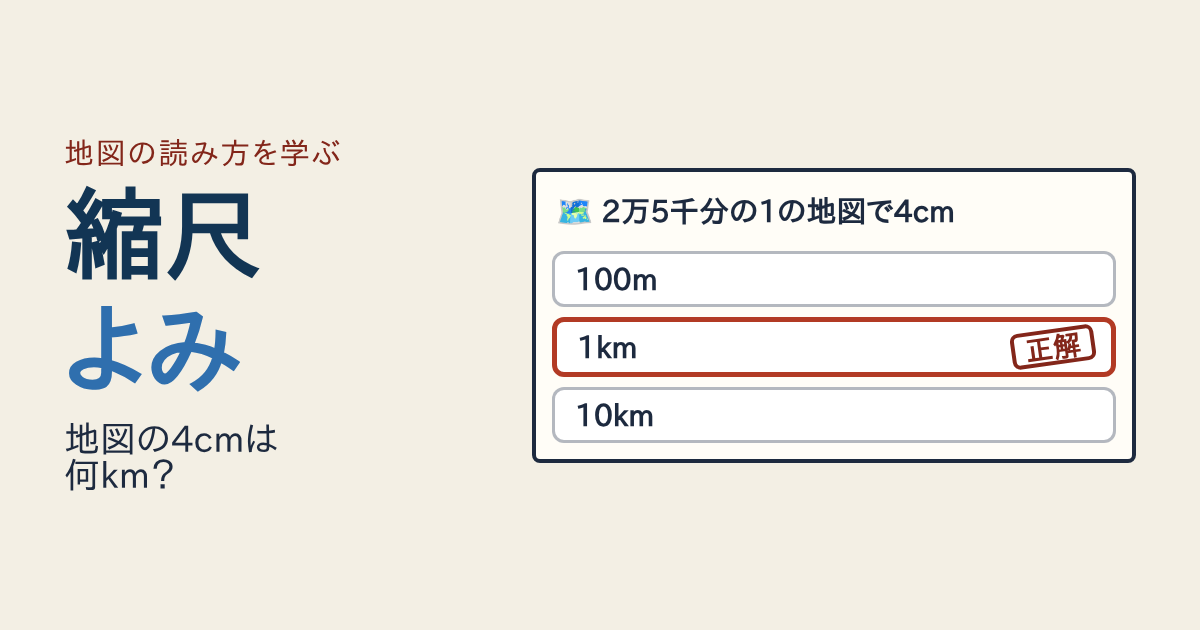 地図の読み方を学ぶ
縮尺
よみ
地図の4cmは
何km?
🗺️ 2万5千分の1の地図で4cm
100m
1km
正解
10km